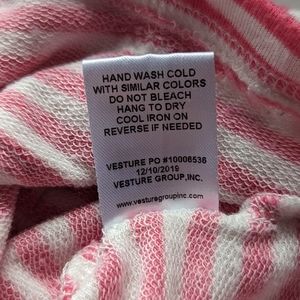 HAND WASH COLD
WITH SIMILAR COLORS
DO NOT BLEACH
HANG TO DRY
COOL IRON ON
REVERSE IF NEEDED
VESTURE PO #10006536
12/10/2019
VESTURE GROUP,INC.
www.vesturegroupinc.com